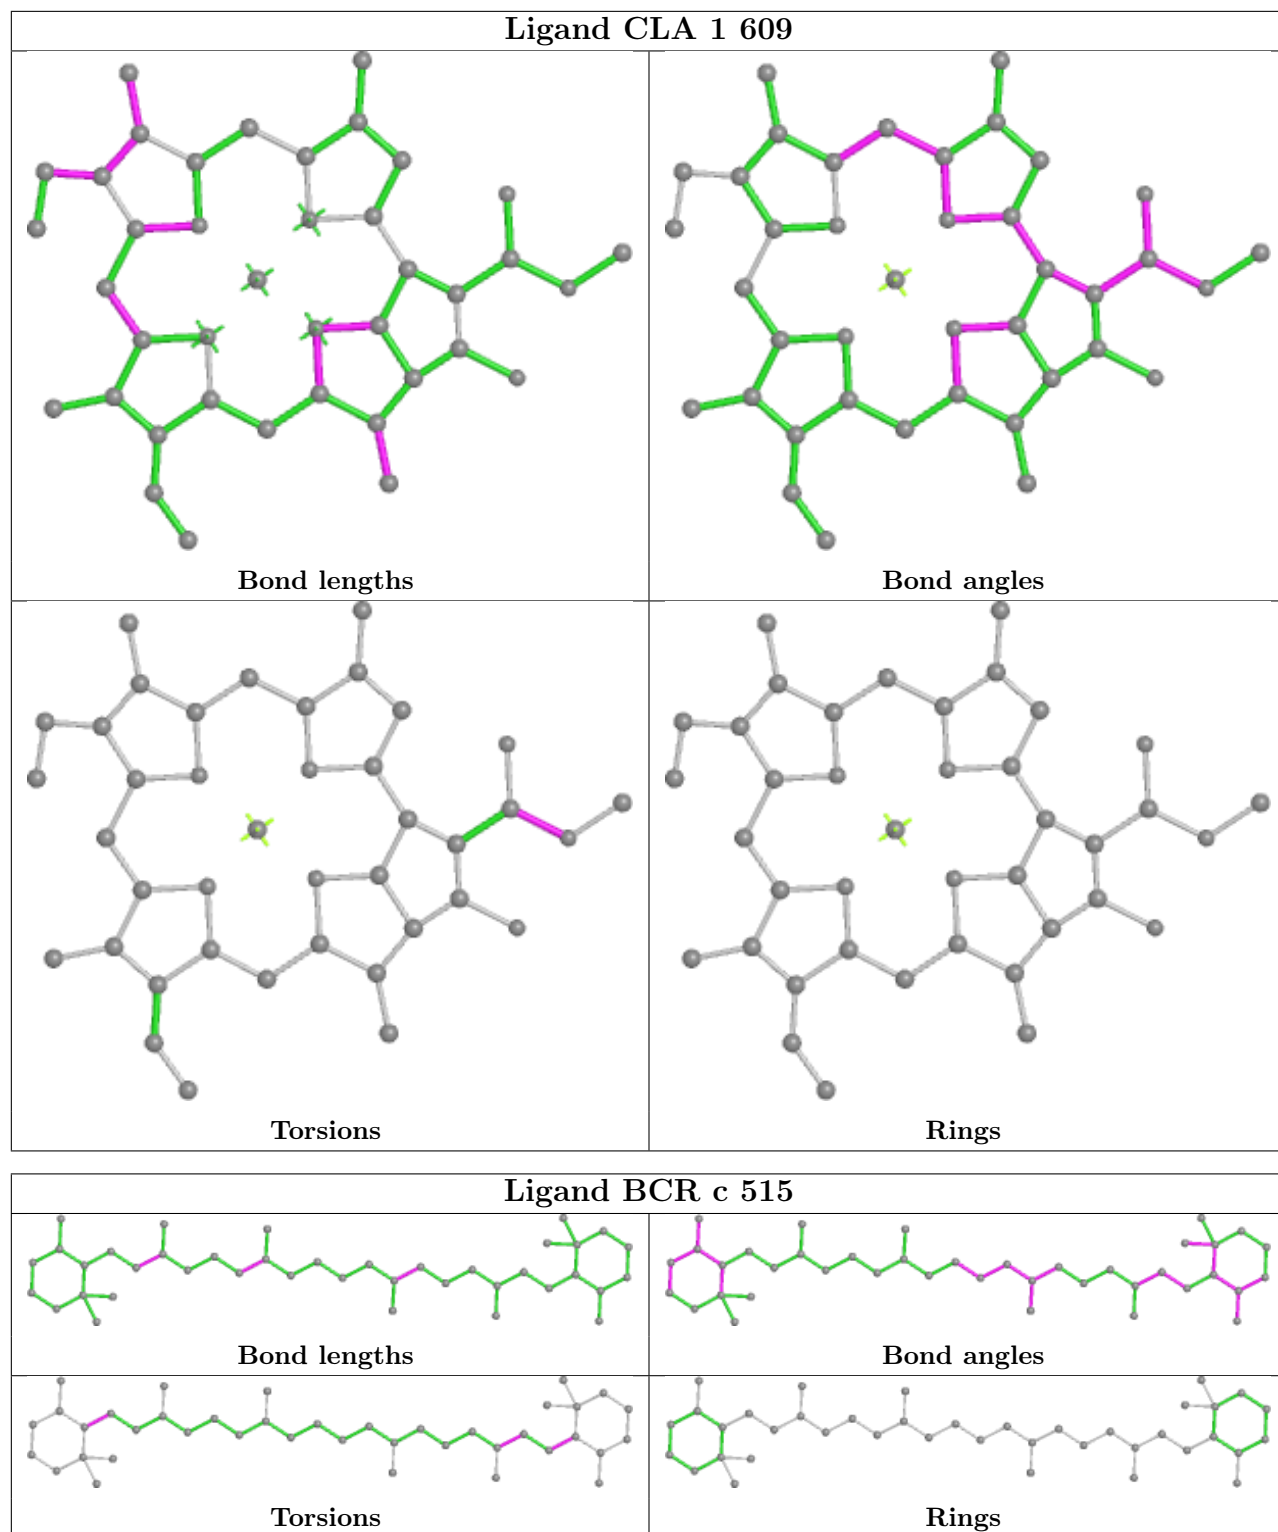 Ligand CLA 1 609
Bond lengths
Bond angles
Torsions
Rings
Ligand BCR c 515
Bond lengths
Bond angles
Torsions
Rings